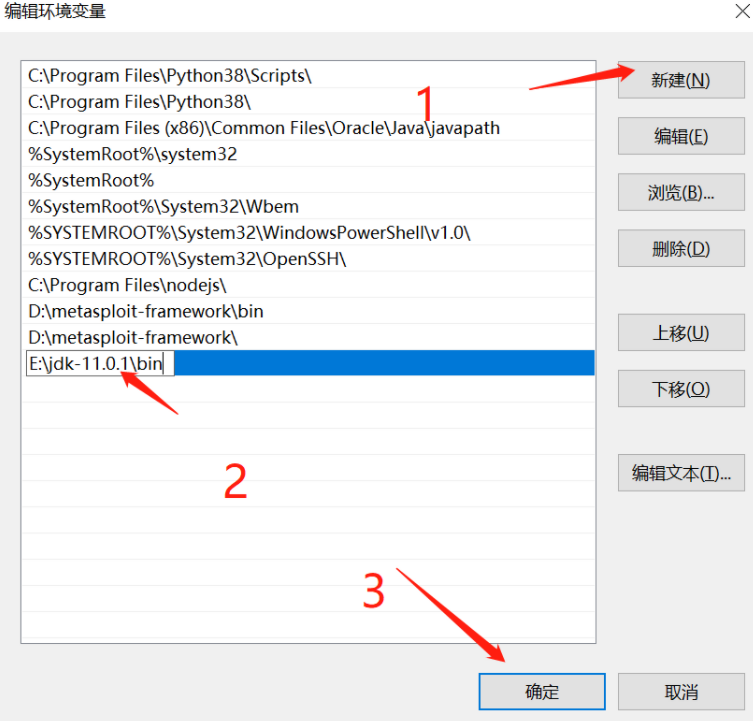 编辑环境变量
C:\Program Files\Python38\Scripts\
C:\Program Files\Python38\
C:\Program Files (x86)\Common Files\Oracle\Java\javapath
%SystemRoot%\system32
%SystemRoot%
%SystemRoot%\System32\Wbem
%SYSTEMROOT%\System32\WindowsPowerShell\v1.0\
%SYSTEMROOT%\System32\OpenSSH\
C:\Program Files\nodejs\
D:\metasploit-framework\bin
D:\metasploit-framework\
E:\jdk-11.0.1\bin
1
2
3
新建(N)
编辑(E)
浏览(B)...
删除(D)
上移(U)
下移(O)
编辑文本(T)...
确定
取消